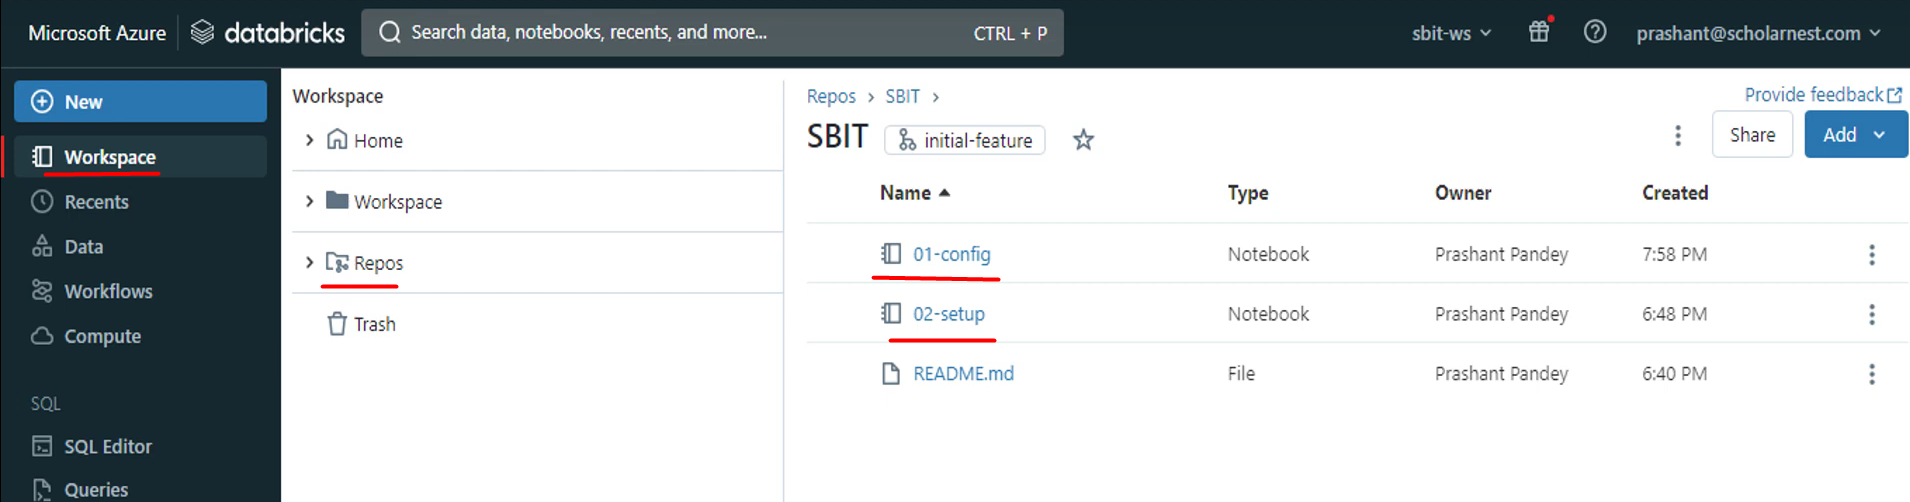 Microsoft Azure databricks Search data, notebooks, recents, and more... CTRL + P sbit-ws prashant@scholarnest.com
New
Workspace
Recents
Data
Workflows
Compute
SQL
SQL Editor
Queries
Workspace
Home
Workspace
Repos
Trash
Repos > SBIT >
Provide feedback
SBIT initial-feature Share Add
Name Type Owner Created
01-config Notebook Prashant Pandey 7:58 PM
02-setup Notebook Prashant Pandey 6:48 PM
README.md File Prashant Pandey 6:40 PM